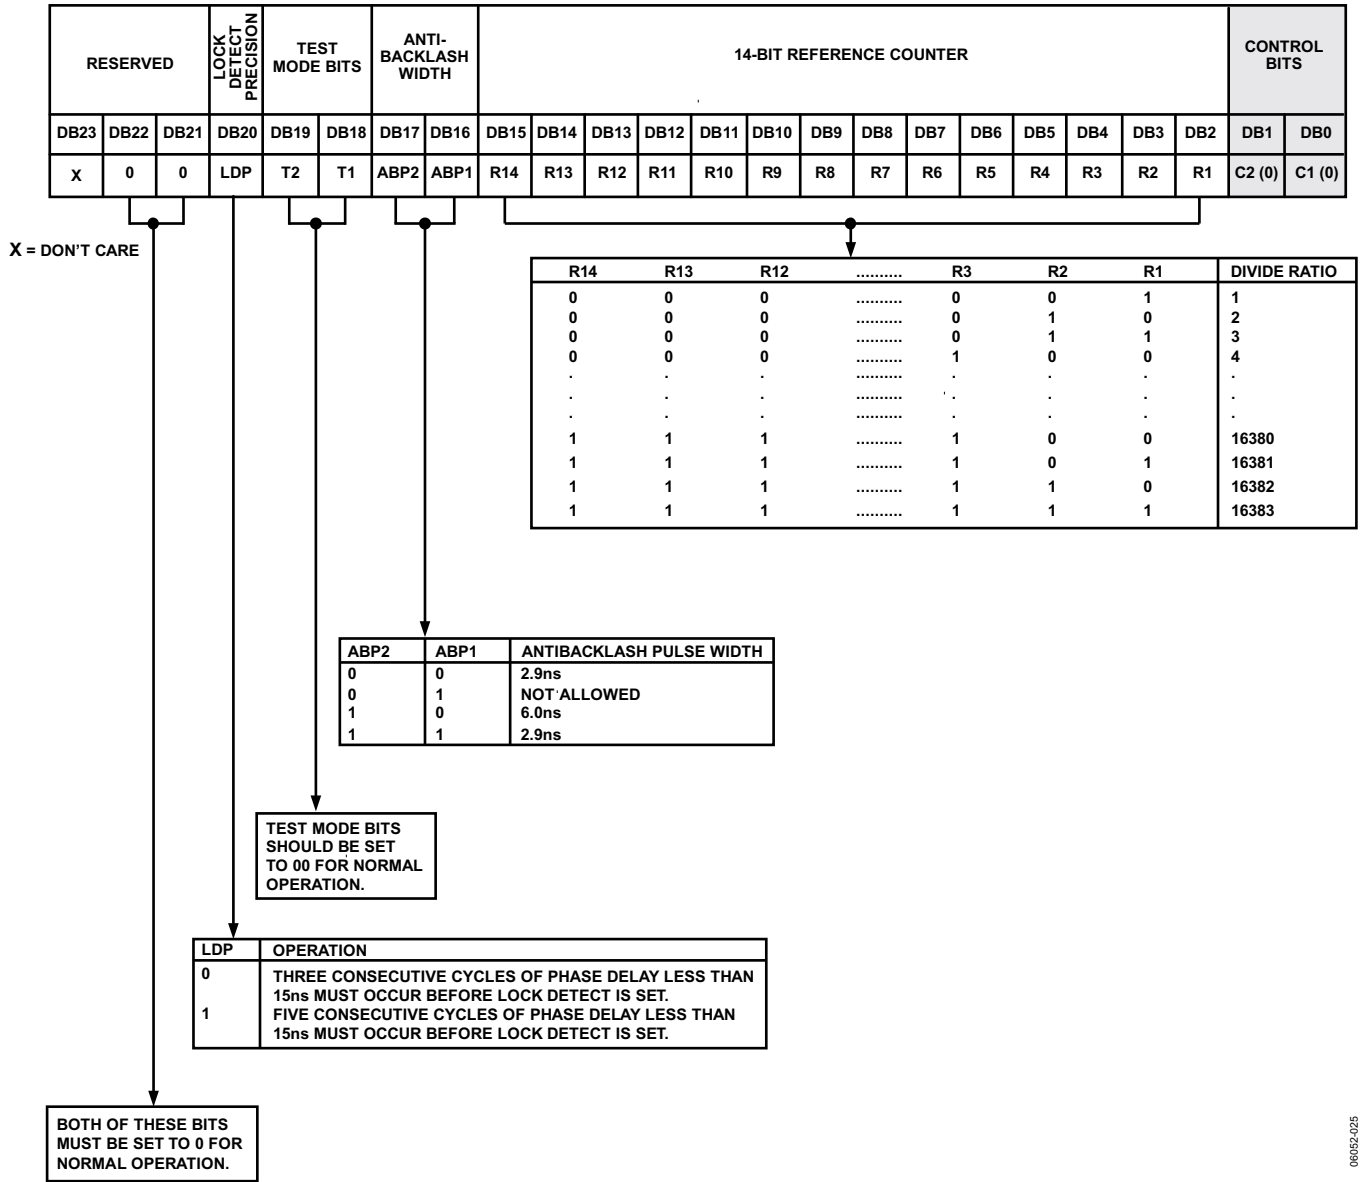 RESERVED
LOCK
DETECT
PRECISION
TEST
MODE BITS
ANTI-
BACKLASH
WIDTH
14-BIT REFERENCE COUNTER
CONTROL
BITS
DB23 DB22 DB21 DB20 DB19 DB18 DB17 DB16 DB15 DB14 DB13 DB12 DB11 DB10 DB9 DB8 DB7 DB6 DB5 DB4 DB3 DB2 DB1 DB0
X 0 0 LDP T2 T1 ABP2 ABP1 R14 R13 R12 R11 R10 R9 R8 R7 R6 R5 R4 R3 R2 R1 C2 (0) C1 (0)
X = DON'T CARE
R14 R13 R12 .......... R3 R2 R1 DIVIDE RATIO
0 0 0 .......... 0 0 1 1
0 0 0 .......... 0 1 0 2
0 0 0 .......... 0 1 1 3
0 0 0 .......... 1 0 0 4
. . . .......... . . . .
. . . .......... . . . .
. . . .......... . . . .
1 1 1 .......... 1 0 0 16380
1 1 1 .......... 1 0 1 16381
1 1 1 .......... 1 1 0 16382
1 1 1 .......... 1 1 1 16383
ABP2 ABP1 ANTIBACKLASH PULSE WIDTH
0 0 2.9ns
0 1 NOT ALLOWED
1 0 6.0ns
1 1 2.9ns
TEST MODE BITS
SHOULD BE SET
TO 00 FOR NORMAL
OPERATION.
LDP OPERATION
0 THREE CONSECUTIVE CYCLES OF PHASE DELAY LESS THAN
15ns MUST OCCUR BEFORE LOCK DETECT IS SET.
1 FIVE CONSECUTIVE CYCLES OF PHASE DELAY LESS THAN
15ns MUST OCCUR BEFORE LOCK DETECT IS SET.
BOTH OF THESE BITS
MUST BE SET TO 0 FOR
NORMAL OPERATION.
06052-025